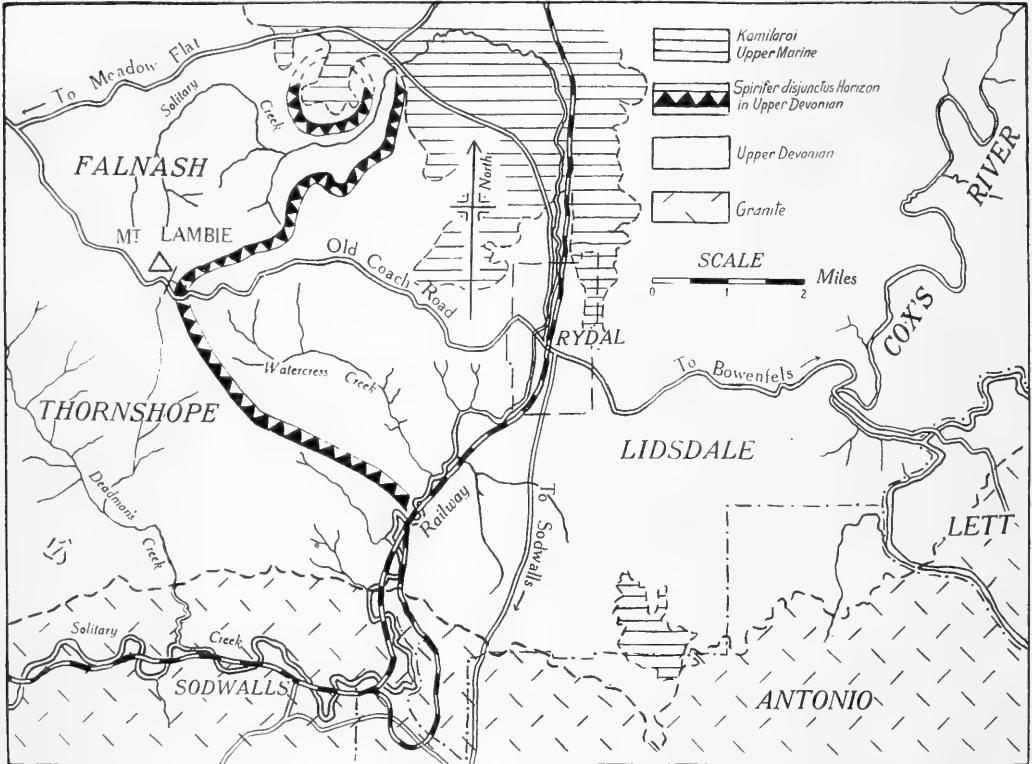 Kamilaroi
Upper Marine
Spirifer disjunctus Horizon
in Upper Devonian
Upper Devonian
Granite
SCALE
0 1 2 Miles
To Meadow Flat
Solitary
Creek
FALNASH
North
MT LAMBIE
Old Coach Road
RIVER
COX'S
RYDAL
Watercress Creek
To Bowenfels
THORNSHOPE
LIDSDALE
Railway
To Sodwalls
Deadman's
Creek
LETT
Solitary Creek
SODWALLS
ANTONIO